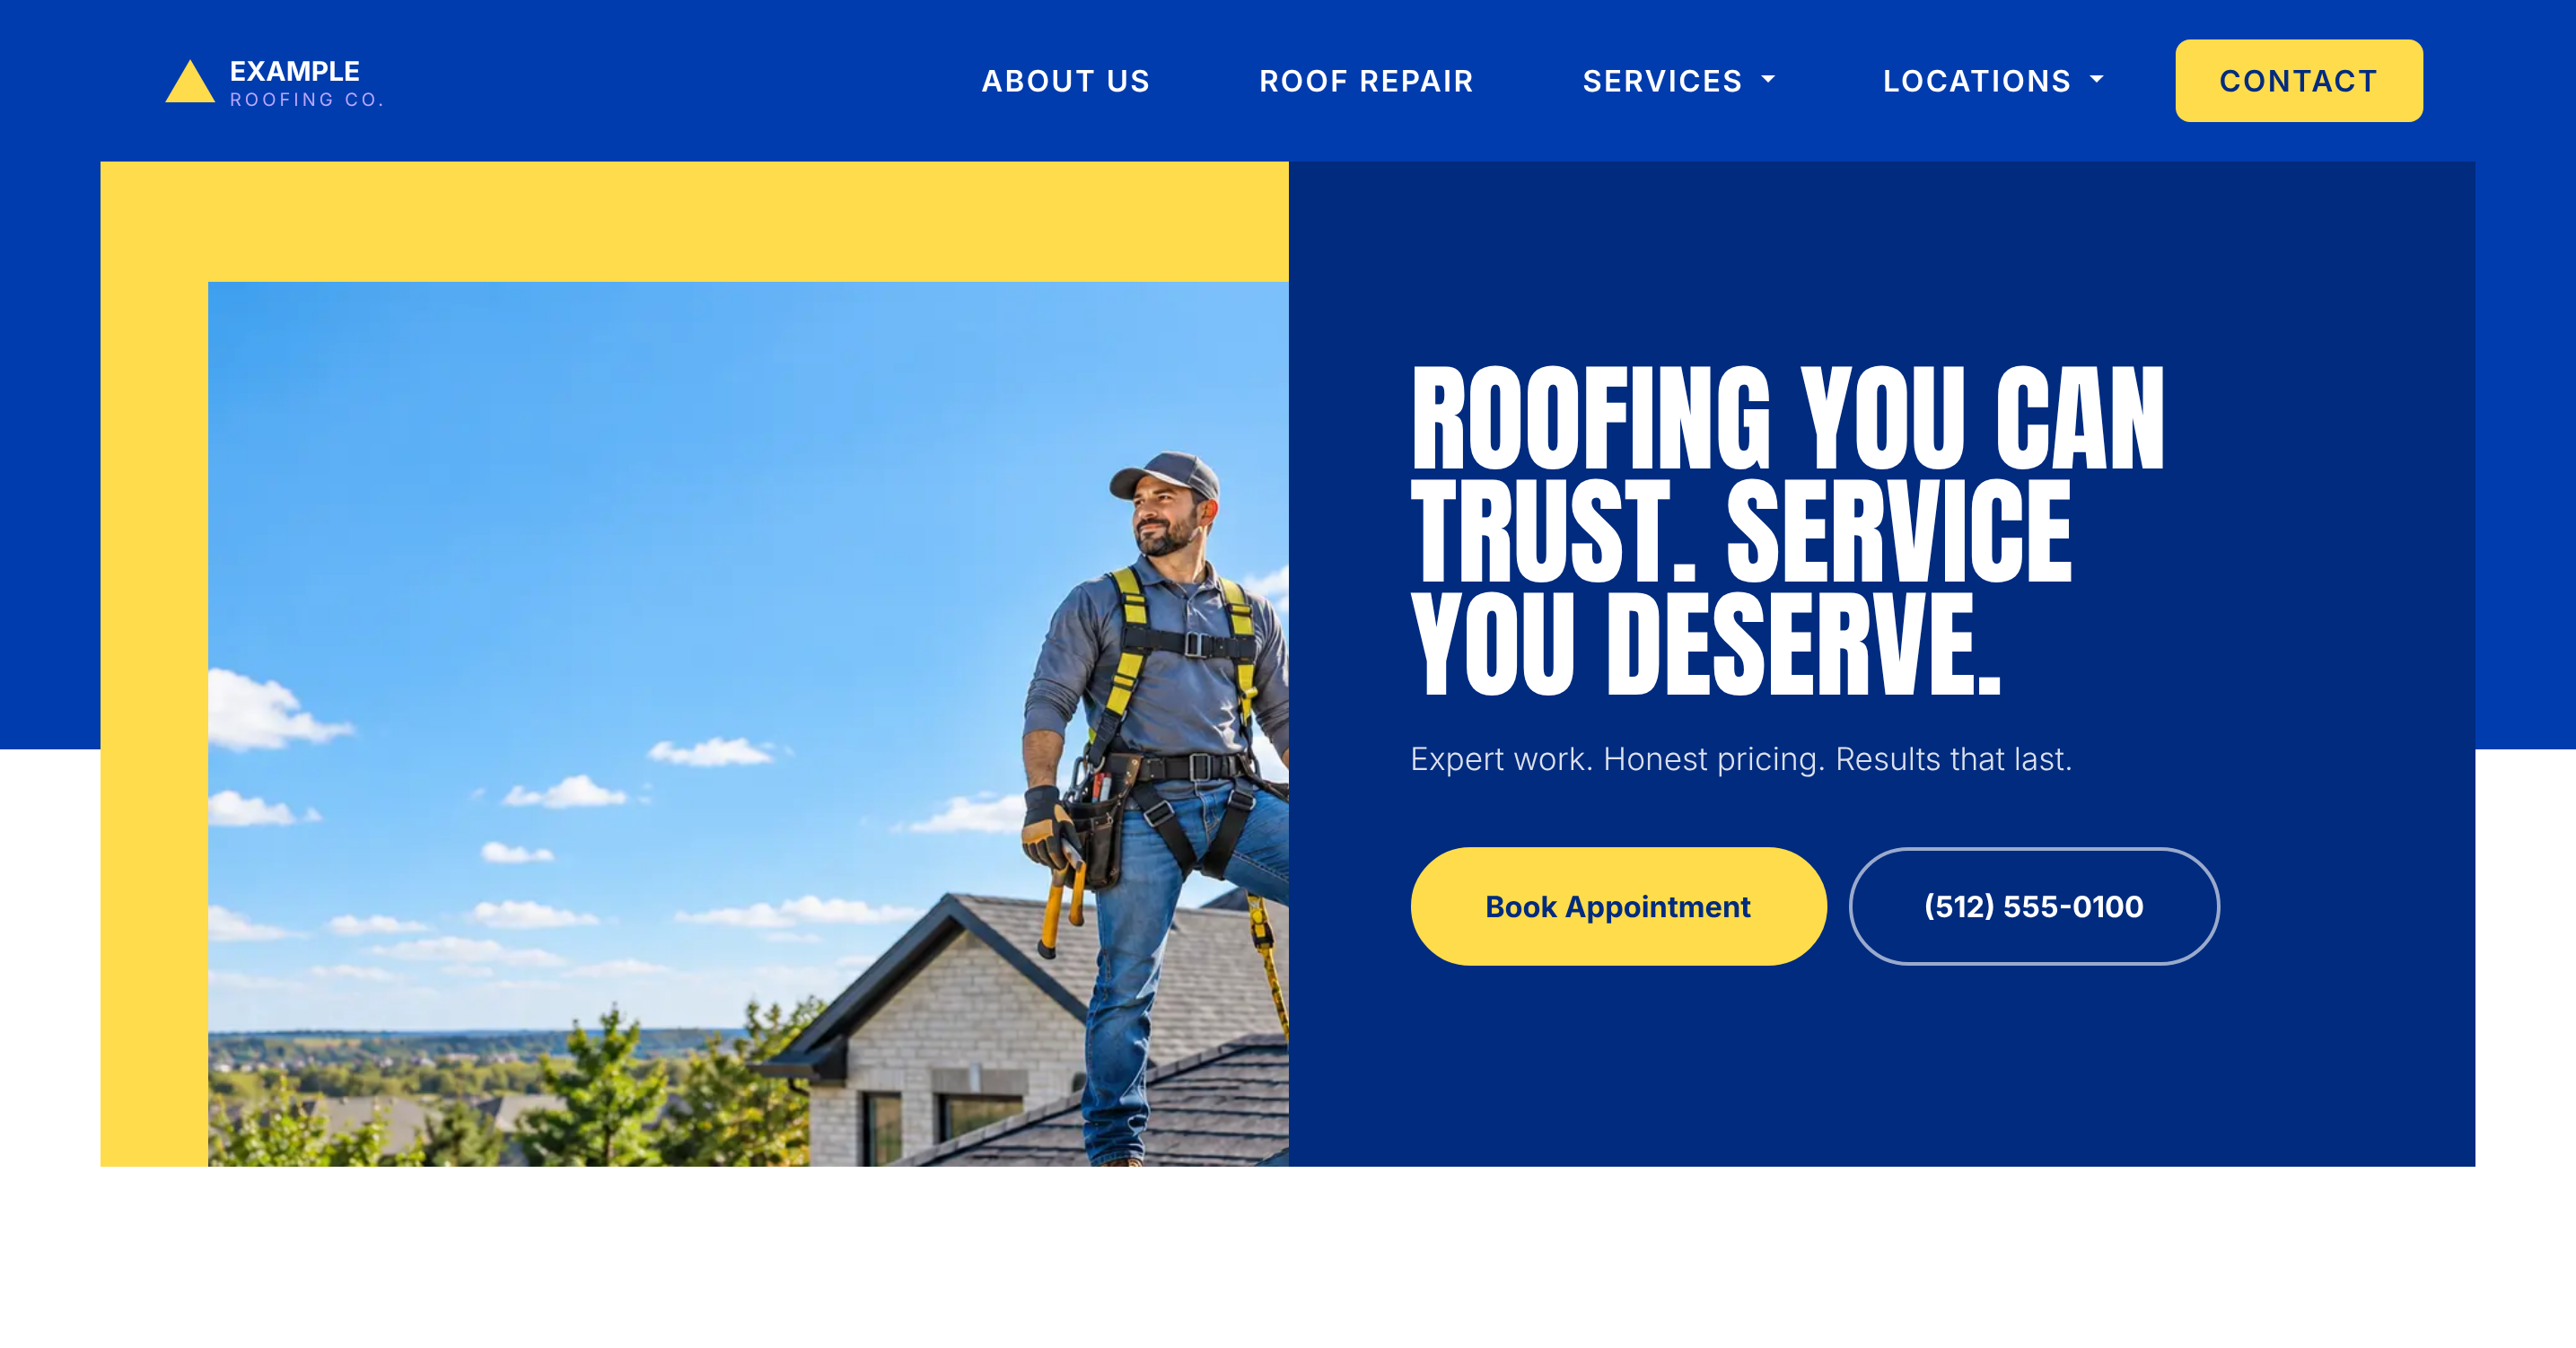 EXAMPLE
ROOFING CO.
ABOUT US
ROOF REPAIR
SERVICES
LOCATIONS
CONTACT
ROOFING YOU CAN
TRUST. SERVICE
YOU DESERVE.
Expert work. Honest pricing. Results that last.
Book Appointment
(512) 555-0100